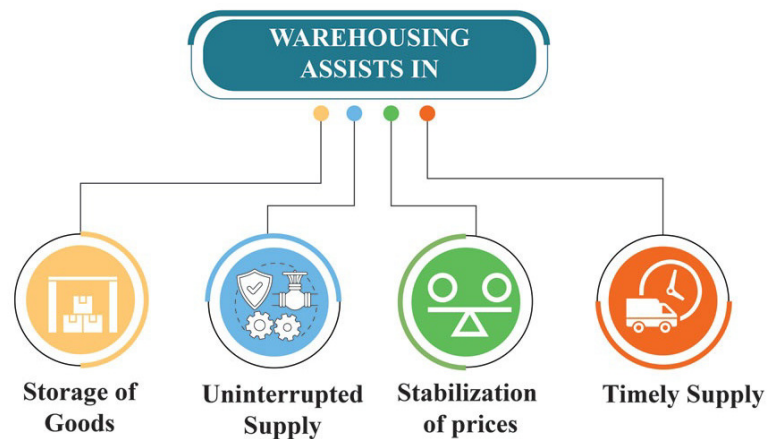 WAREHOUSING
ASSISTS IN
Storage of
Goods
Uninterrupted
Supply
Stabilization
of prices
Timely Supply